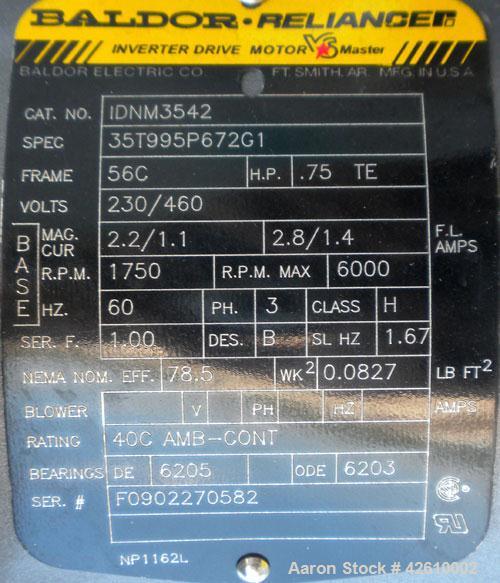 BALDOR • RELIANCER
INVERTER DRIVE MOTOR VS Master
BALDOR ELECTRIC CO FT. SMITH. AR. MFG. IN U.S.A
CAT. NO. IDNM3542
SPEC 35T995P672G1
FRAME 56C H.P. .75 TE
VOLTS 230/460
BASE MAG. CUR 2.2/1.1 2.8/1.4 F.L. AMPS
R.P.M. 1750 R.P.M. MAX 6000
HZ. 60 PH. 3 CLASS H
SER. F. 1.00 DES. B SL HZ 1.67
NEMA NOM. EFF. 78.5 WK2 0.0827 LB FT2
BLOWER V PH HZ AMPS
RATING 40C AMB-CONT
BEARINGS DE 6205 ODE 6203
SER. # F0902270582
NP1162L
Aaron Stock # 42610002